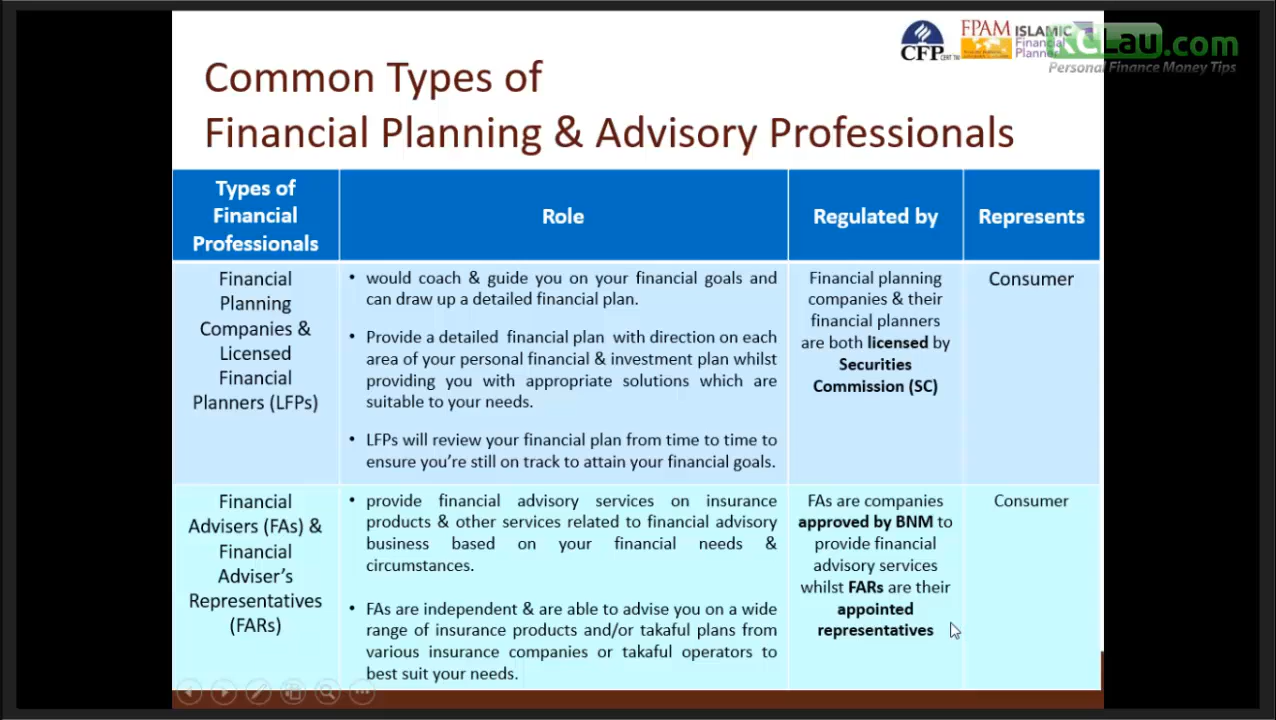 CFP CERT TM
FPAM
ISLAMIC
Financial
Planner
KCLau.com
Personal Finance Money Tips
Common Types of
Financial Planning & Advisory Professionals
Types of
Financial
Professionals
Role
Regulated by
Represents
Financial
Planning
Companies &
Licensed
Financial
Planners (LFPs)
• would coach & guide you on your financial goals and
can draw up a detailed financial plan.
• Provide a detailed financial plan with direction on each
area of your personal financial & investment plan whilst
providing you with appropriate solutions which are
suitable to your needs.
• LFPs will review your financial plan from time to time to
ensure you’re still on track to attain your financial goals.
Financial planning
companies & their
financial planners
are both licensed by
Securities
Commission (SC)
Consumer
Financial
Advisers (FAs) &
Financial
Adviser’s
Representatives
(FARs)
• provide financial advisory services on insurance
products & other services related to financial advisory
business based on your financial needs &
circumstances.
• FAs are independent & are able to advise you on a wide
range of insurance products and/or takaful plans from
various insurance companies or takaful operators to
best suit your needs.
FAs are companies
approved by BNM to
provide financial
advisory services
whilst FARs are their
appointed
representatives
Consumer